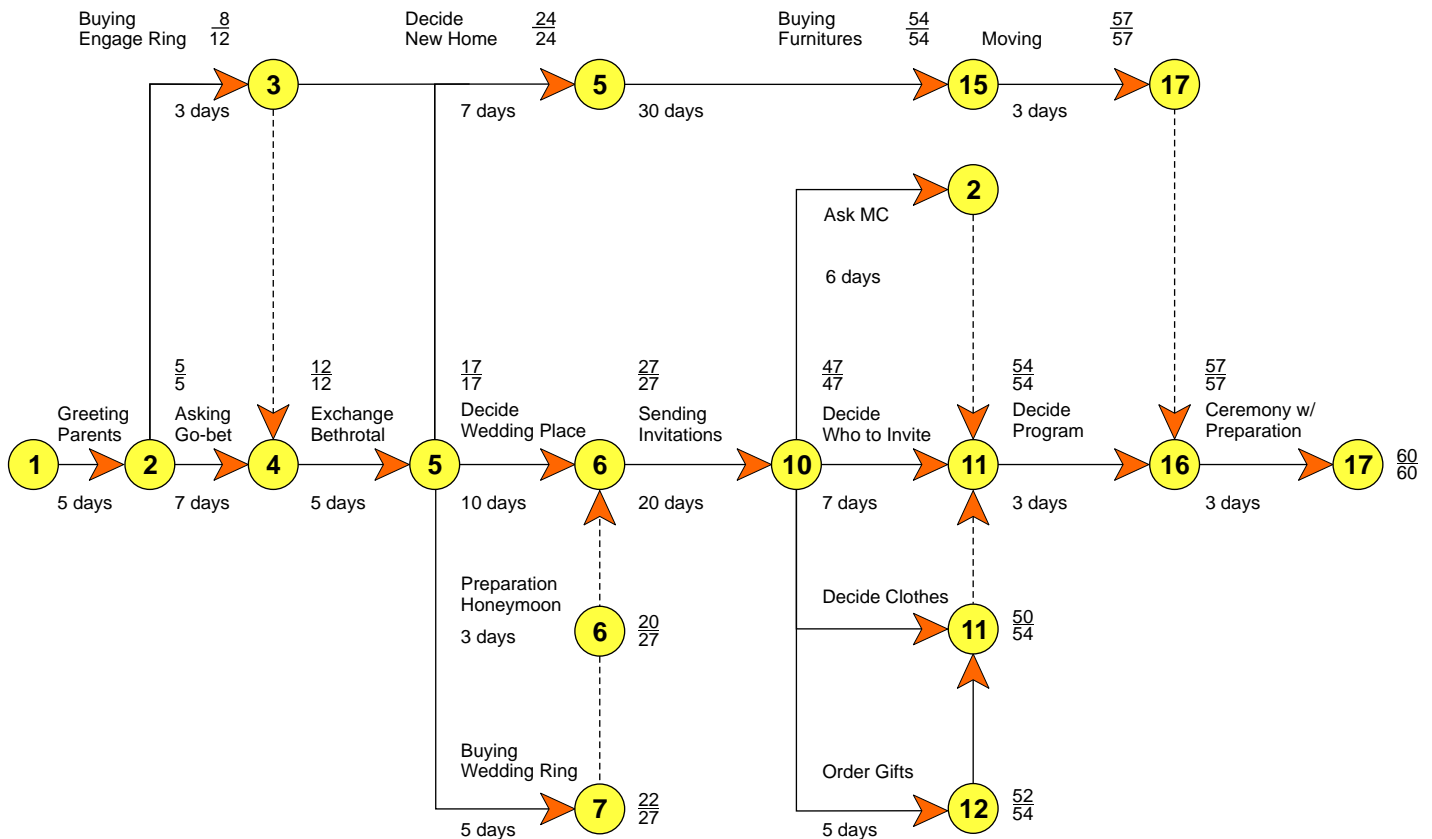 Buying
Engage Ring
8
12
Decide
New Home
24
24
Buying
Furnitures
54
54
Moving
57
57
3
5
15
17
3 days
7 days
30 days
3 days
2
Ask MC
6 days
5
5
12
12
17
17
27
27
47
47
54
54
57
57
Greeting
Parents
Asking
Go-bet
Exchange
Bethrotal
Decide
Wedding Place
Sending
Invitations
Decide
Who to Invite
Decide
Program
Ceremony w/
Preparation
1
2
4
5
6
10
11
16
17
60
60
5 days
7 days
5 days
10 days
20 days
7 days
3 days
3 days
Preparation
Honeymoon
3 days
6
20
27
Decide Clothes
11
50
54
Buying
Wedding Ring
5 days
7
22
27
Order Gifts
5 days
12
52
54